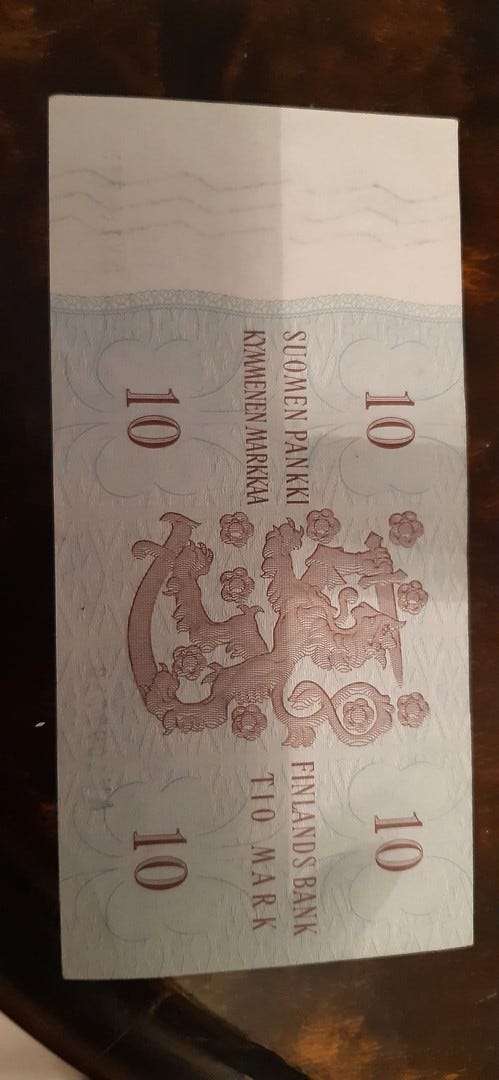 10
10
SUOMEN PANKKI
KYMMENEN MARKKAA
FINLANDS BANK
TIO MARK
10
10